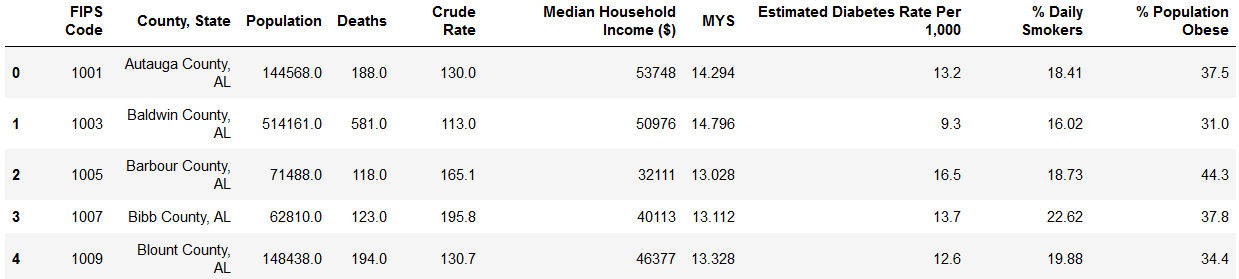 FIPS Code County, State Population Deaths Crude Rate Median Household Income ($) MYS Estimated Diabetes Rate Per 1,000 % Daily Smokers % Population Obese
0 1001 Autauga County, AL 144568.0 188.0 130.0 53748 14.294 13.2 18.41 37.5
1 1003 Baldwin County, AL 514161.0 581.0 113.0 50976 14.796 9.3 16.02 31.0
2 1005 Barbour County, AL 71488.0 118.0 165.1 32111 13.028 16.5 18.73 44.3
3 1007 Bibb County, AL 62810.0 123.0 195.8 40113 13.112 13.7 22.62 37.8
4 1009 Blount County, AL 148438.0 194.0 130.7 46377 13.328 12.6 19.88 34.4